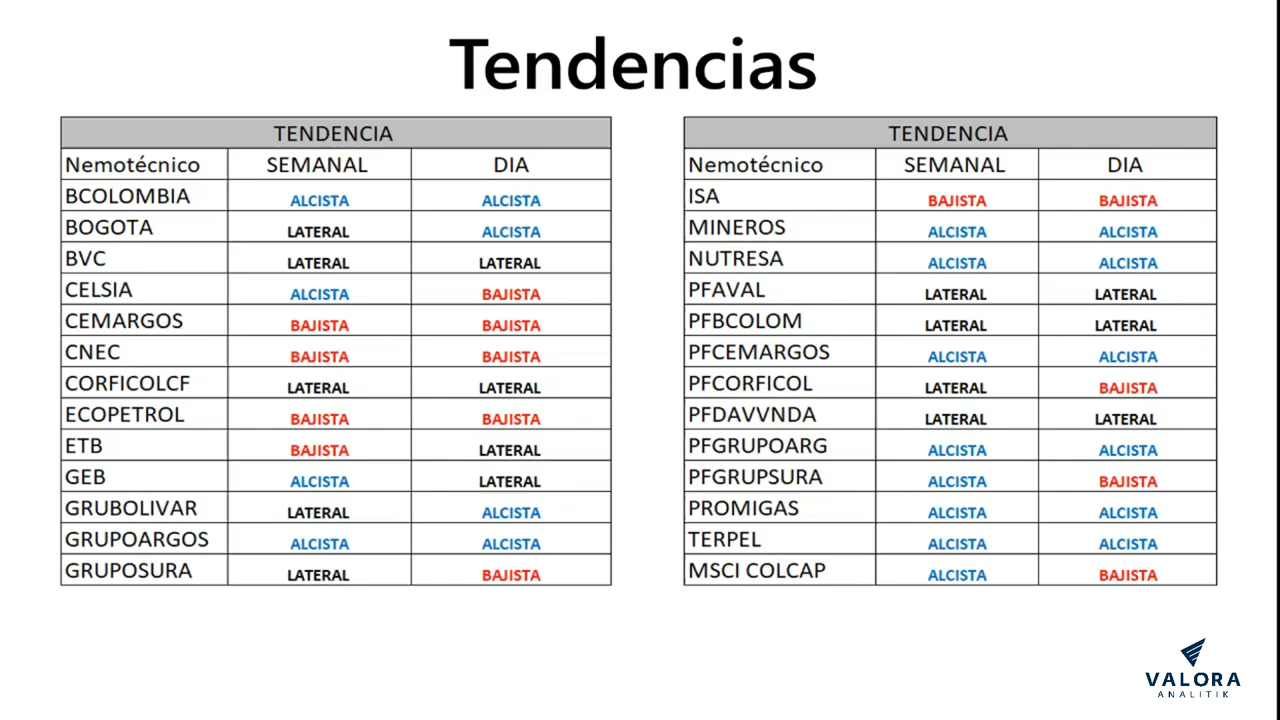 Tendencias
TENDENCIA
Nemotécnico SEMANAL DIA
BCOLOMBIA ALCISTA ALCISTA
BOGOTA LATERAL ALCISTA
BVC LATERAL LATERAL
CELSIA ALCISTA BAJISTA
CEMARGOS BAJISTA BAJISTA
CNEC BAJISTA BAJISTA
CORFICOLCF LATERAL LATERAL
ECOPETROL BAJISTA BAJISTA
ETB BAJISTA LATERAL
GEB ALCISTA LATERAL
GRUBOLIVAR LATERAL ALCISTA
GRUPOARGOS ALCISTA ALCISTA
GRUPOSURA LATERAL BAJISTA
TENDENCIA
Nemotécnico SEMANAL DIA
ISA BAJISTA BAJISTA
MINEROS ALCISTA ALCISTA
NUTRESA ALCISTA ALCISTA
PFAVAL LATERAL LATERAL
PFBCOLOM LATERAL LATERAL
PFCEMARGOS ALCISTA ALCISTA
PFCORFICOL LATERAL BAJISTA
PFDAVVNDA LATERAL LATERAL
PFGRUPOARG ALCISTA ALCISTA
PFGRUPSURA ALCISTA BAJISTA
PROMIGAS ALCISTA ALCISTA
TERPEL ALCISTA ALCISTA
MSCI COLCAP ALCISTA BAJISTA
VALORA
ANALITIK